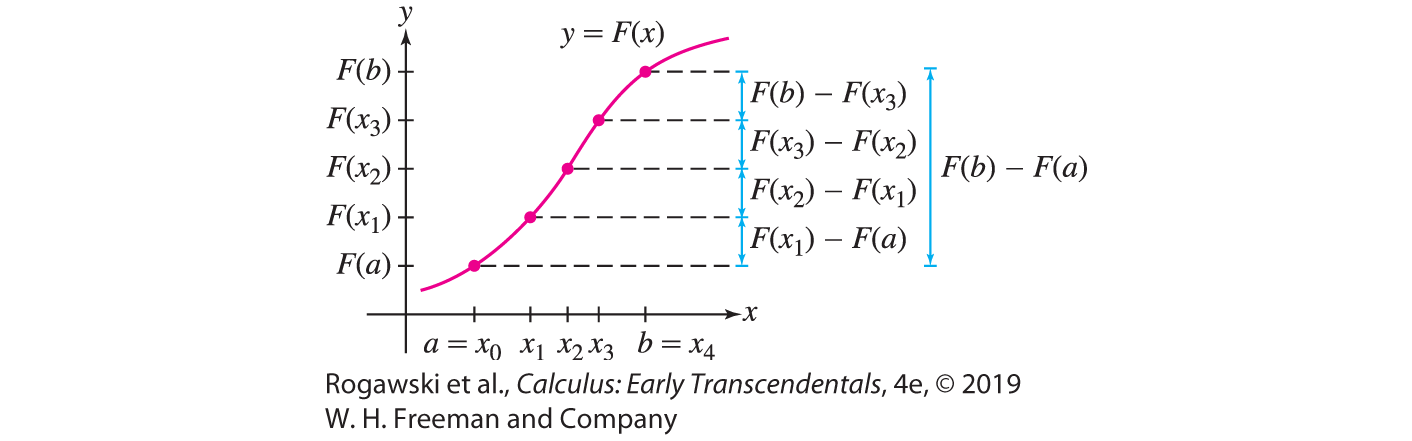 y
y = F(x)
F(b)
F(x₃)
F(x₂)
F(x₁)
F(a)
F(b) − F(x₃)
F(x₃) − F(x₂)
F(x₂) − F(x₁)
F(x₁) − F(a)
F(b) − F(a)
x
a = x₀ x₁ x₂ x₃ b = x₄
Rogawski et al., Calculus: Early Transcendentals, 4e, © 2019
W. H. Freeman and Company